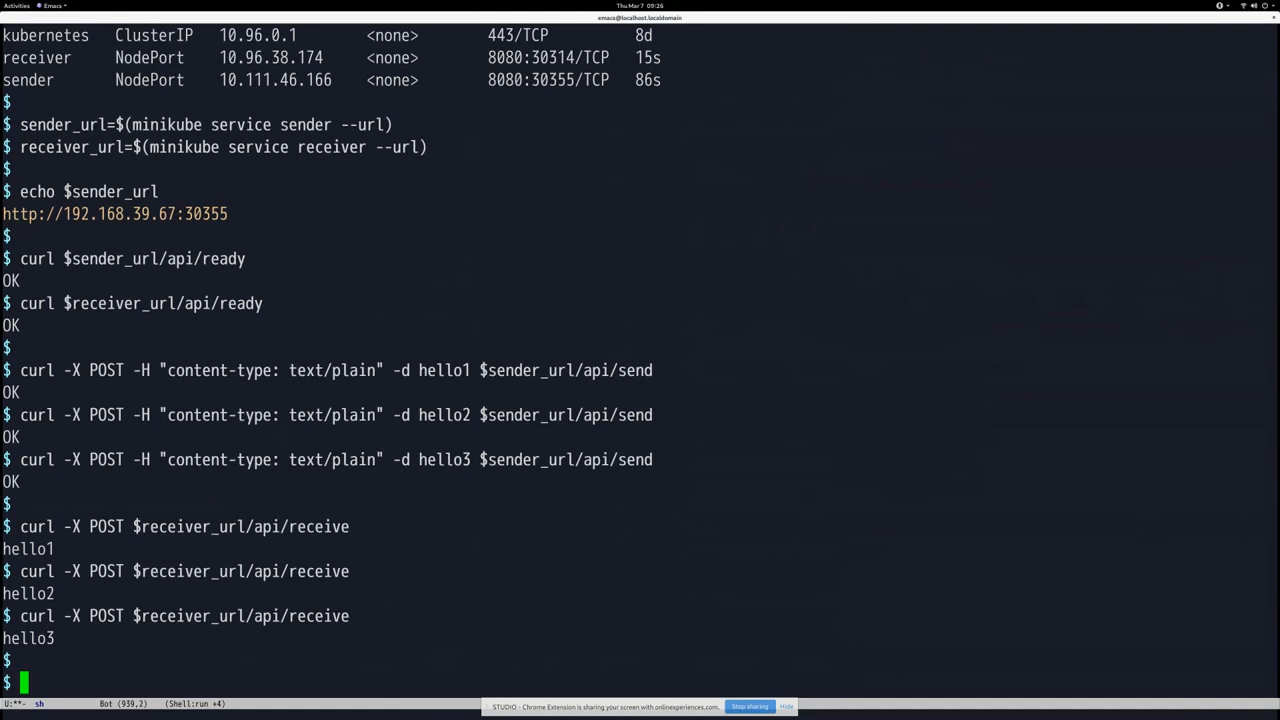 Activities Emacs Thu Mar 7 09:26
emacs@localhost.localdomain
kubernetes ClusterIP 10.96.0.1 <none> 443/TCP 8d
receiver NodePort 10.96.38.174 <none> 8080:30314/TCP 15s
sender NodePort 10.111.46.166 <none> 8080:30355/TCP 86s
$
$ sender_url=$(minikube service sender --url)
$ receiver_url=$(minikube service receiver --url)
$
$ echo $sender_url
http://192.168.39.67:30355
$
$ curl $sender_url/api/ready
OK
$ curl $receiver_url/api/ready
OK
$
$ curl -X POST -H "content-type: text/plain" -d hello1 $sender_url/api/send
OK
$ curl -X POST -H "content-type: text/plain" -d hello2 $sender_url/api/send
OK
$ curl -X POST -H "content-type: text/plain" -d hello3 $sender_url/api/send
OK
$
$ curl -X POST $receiver_url/api/receive
hello1
$ curl -X POST $receiver_url/api/receive
hello2
$ curl -X POST $receiver_url/api/receive
hello3
$
$
U:**- sh Bot (939,2) (Shell:run +4)
STUDIO - Chrome Extension is sharing your screen with onlinexperiences.com. Stop sharing Hide